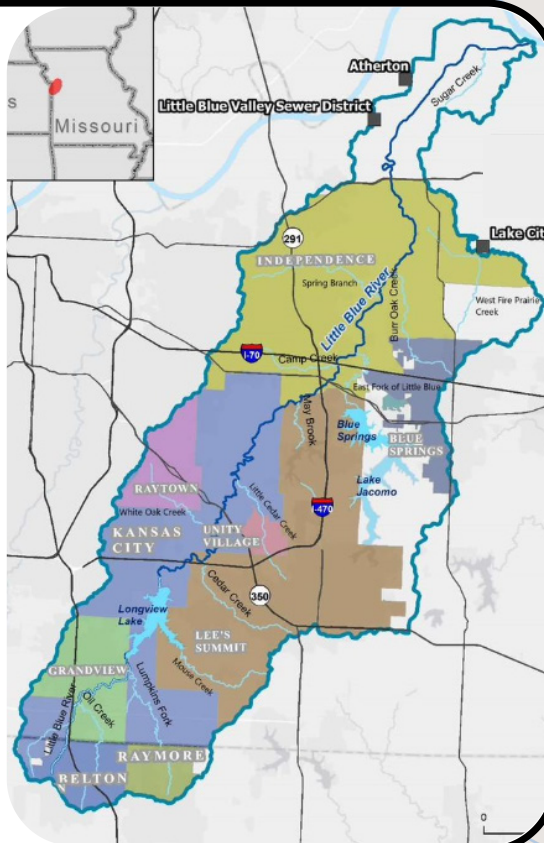 s
Missouri
Atherton
Sugar Creek
Little Blue Valley Sewer District
Lake City
291
INDEPENDENCE
Spring Branch
Little Blue River
Burr Oak Creek
West Fire Prairie
Creek
I-70
Camp Creek
East Fork of Little Blue
May Brook
Blue
Springs
BLUE
SPRINGS
Lake
Jacomo
RAYTOWN
Little Cedar Creek
I-470
White Oak Creek
KANSAS
CITY
UNITY
VILLAGE
Cedar Creek
350
Longview
Lake
LEE'S
SUMMIT
GRANDVIEW
Mouse Creek
Little Blue River
Oil Creek
Lumpkins Fork
RAYMORE
BELTON
0